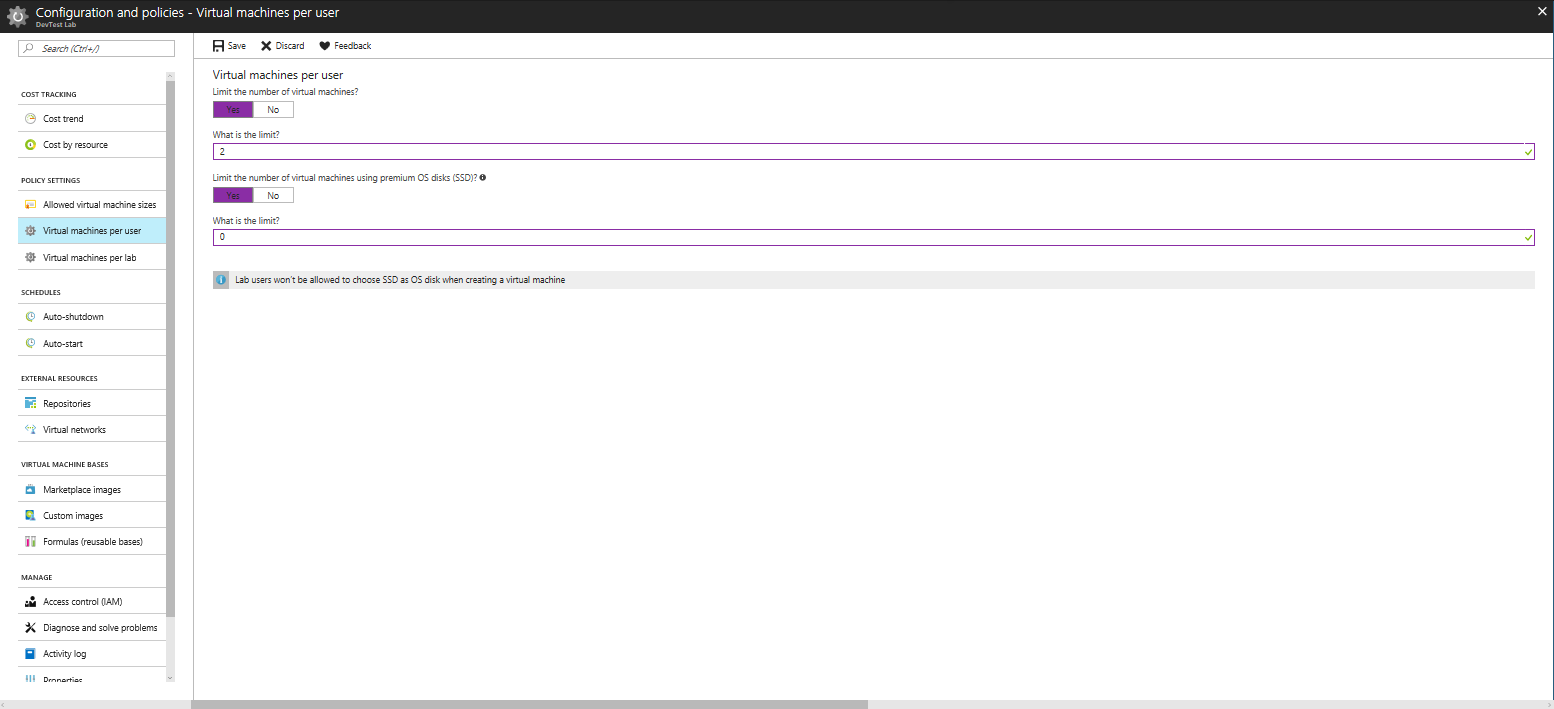 Configuration and policies - Virtual machines per user
DevTest Lab
Search (Ctrl+/)
COST TRACKING
Cost trend
Cost by resource
POLICY SETTINGS
Allowed virtual machine sizes
Virtual machines per user
Virtual machines per lab
SCHEDULES
Auto-shutdown
Auto-start
EXTERNAL RESOURCES
Repositories
Virtual networks
VIRTUAL MACHINE BASES
Marketplace images
Custom images
Formulas (reusable bases)
MANAGE
Access control (IAM)
Diagnose and solve problems
Activity log
Properties
Save Discard Feedback
Virtual machines per user
Limit the number of virtual machines?
Yes No
What is the limit?
2
Limit the number of virtual machines using premium OS disks (SSD)?
Yes No
What is the limit?
0
Lab users won't be allowed to choose SSD as OS disk when creating a virtual machine